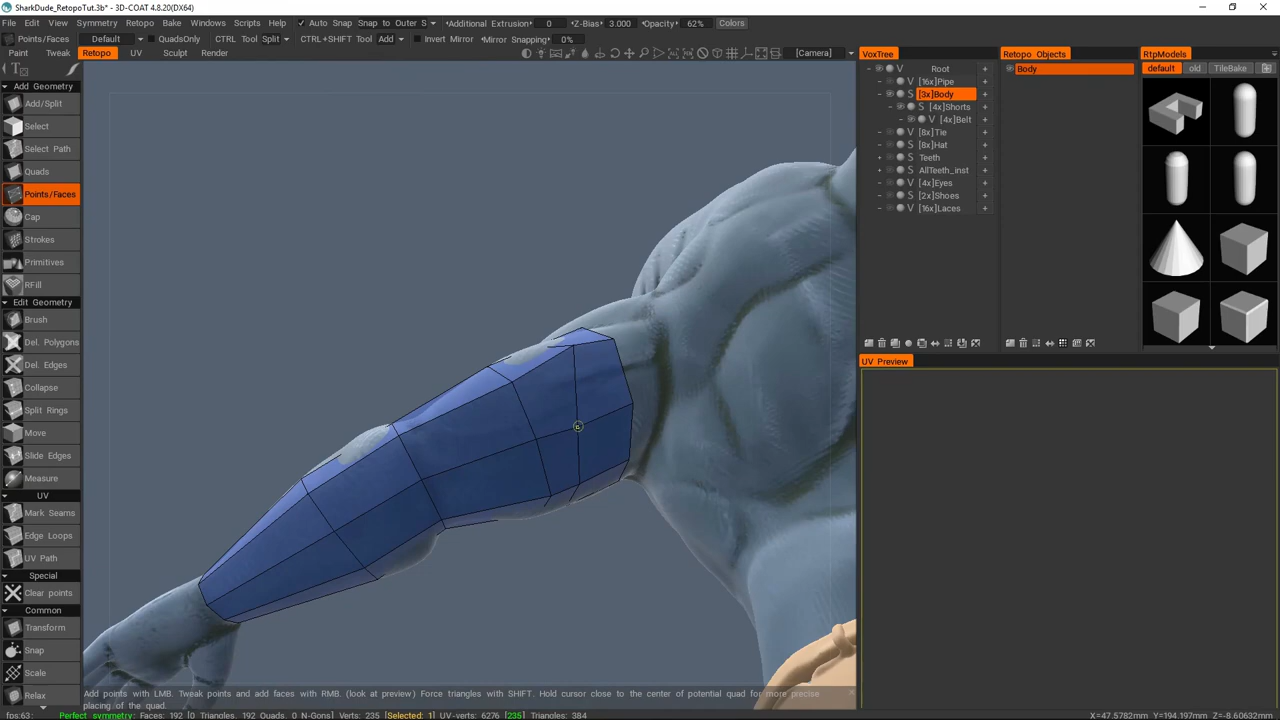 SharkDude_RetopoTut.3b* - 3D-COAT 4.8.20(DX64)
File Edit View Symmetry Retopo Bake Windows Scripts Help Auto Snap Snap to Outer S Additional Extrusion 0 Z-Bias 3.000 Opacity 62% Colors
Points/Faces Default QuadsOnly CTRL Tool Split CTRL+SHIFT Tool Add Invert Mirror Mirror Snapping 0%
Paint Tweak Retopo UV Sculpt Render [Camera]
Add Geometry
Add/Split
Select
Select Path
Quads
Points/Faces
Cap
Strokes
Primitives
RFill
Edit Geometry
Brush
Del. Polygons
Del. Edges
Collapse
Split Rings
Move
Slide Edges
Measure
UV
Mark Seams
Edge Loops
UV Path
Special
Clear points
Common
Transform
Snap
Scale
Relax
VoxTree
Root
V [16x]Pipe
S [3x]Body
S [4x]Shorts
V [4x]Belt
V [8x]Tie
S [8x]Hat
S Teeth
S AllTeeth_inst
V [4x]Eyes
S [2x]Shoes
V [16x]Laces
Retopo Objects
Body
RtpModels
default old TileBake
UV Preview
Add points with LMB. Tweak points and add faces with RMB. (look at preview) Force triangles with SHIFT. Hold cursor close to the center of potential quad for more precise
placing of the quad.
fps:63; Perfect symmetry; Faces: 192 [0 Triangles, 192 Quads, 0 N-Gons] Verts: 235 [Selected: 1] UV-verts: 6276 [235] Triangles: 384 X=47.5782mm Y=194.197mm Z=-8.60632mm